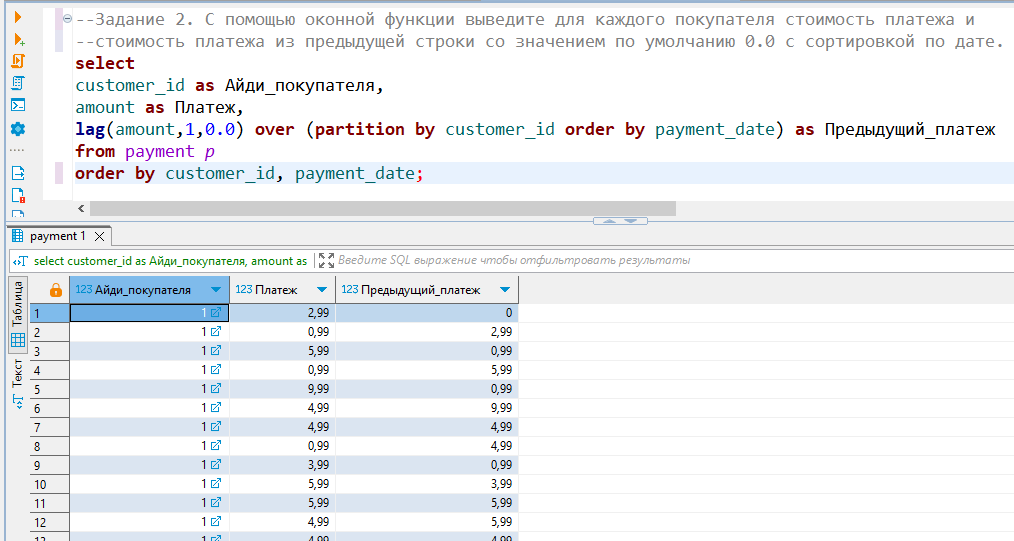 --Задание 2. С помощью оконной функции выведите для каждого покупателя стоимость платежа и
--стоимость платежа из предыдущей строки со значением по умолчанию 0.0 с сортировкой по дате.
select
customer_id as Айди_покупателя,
amount as Платеж,
lag(amount,1,0.0) over (partition by customer_id order by payment_date) as Предыдущий_платеж
from payment p
order by customer_id, payment_date;
payment 1
select customer_id as Айди_покупателя, amount as
Введите SQL выражение чтобы отфильтровать результаты
Таблица
Текст
123 Айди_покупателя 123 Платеж 123 Предыдущий_платеж
1 1 2,99 0
2 1 0,99 2,99
3 1 5,99 0,99
4 1 0,99 5,99
5 1 9,99 0,99
6 1 4,99 9,99
7 1 4,99 4,99
8 1 0,99 4,99
9 1 3,99 0,99
10 1 5,99 3,99
11 1 5,99 5,99
12 1 4,99 5,99
13 1 4,99 4,99